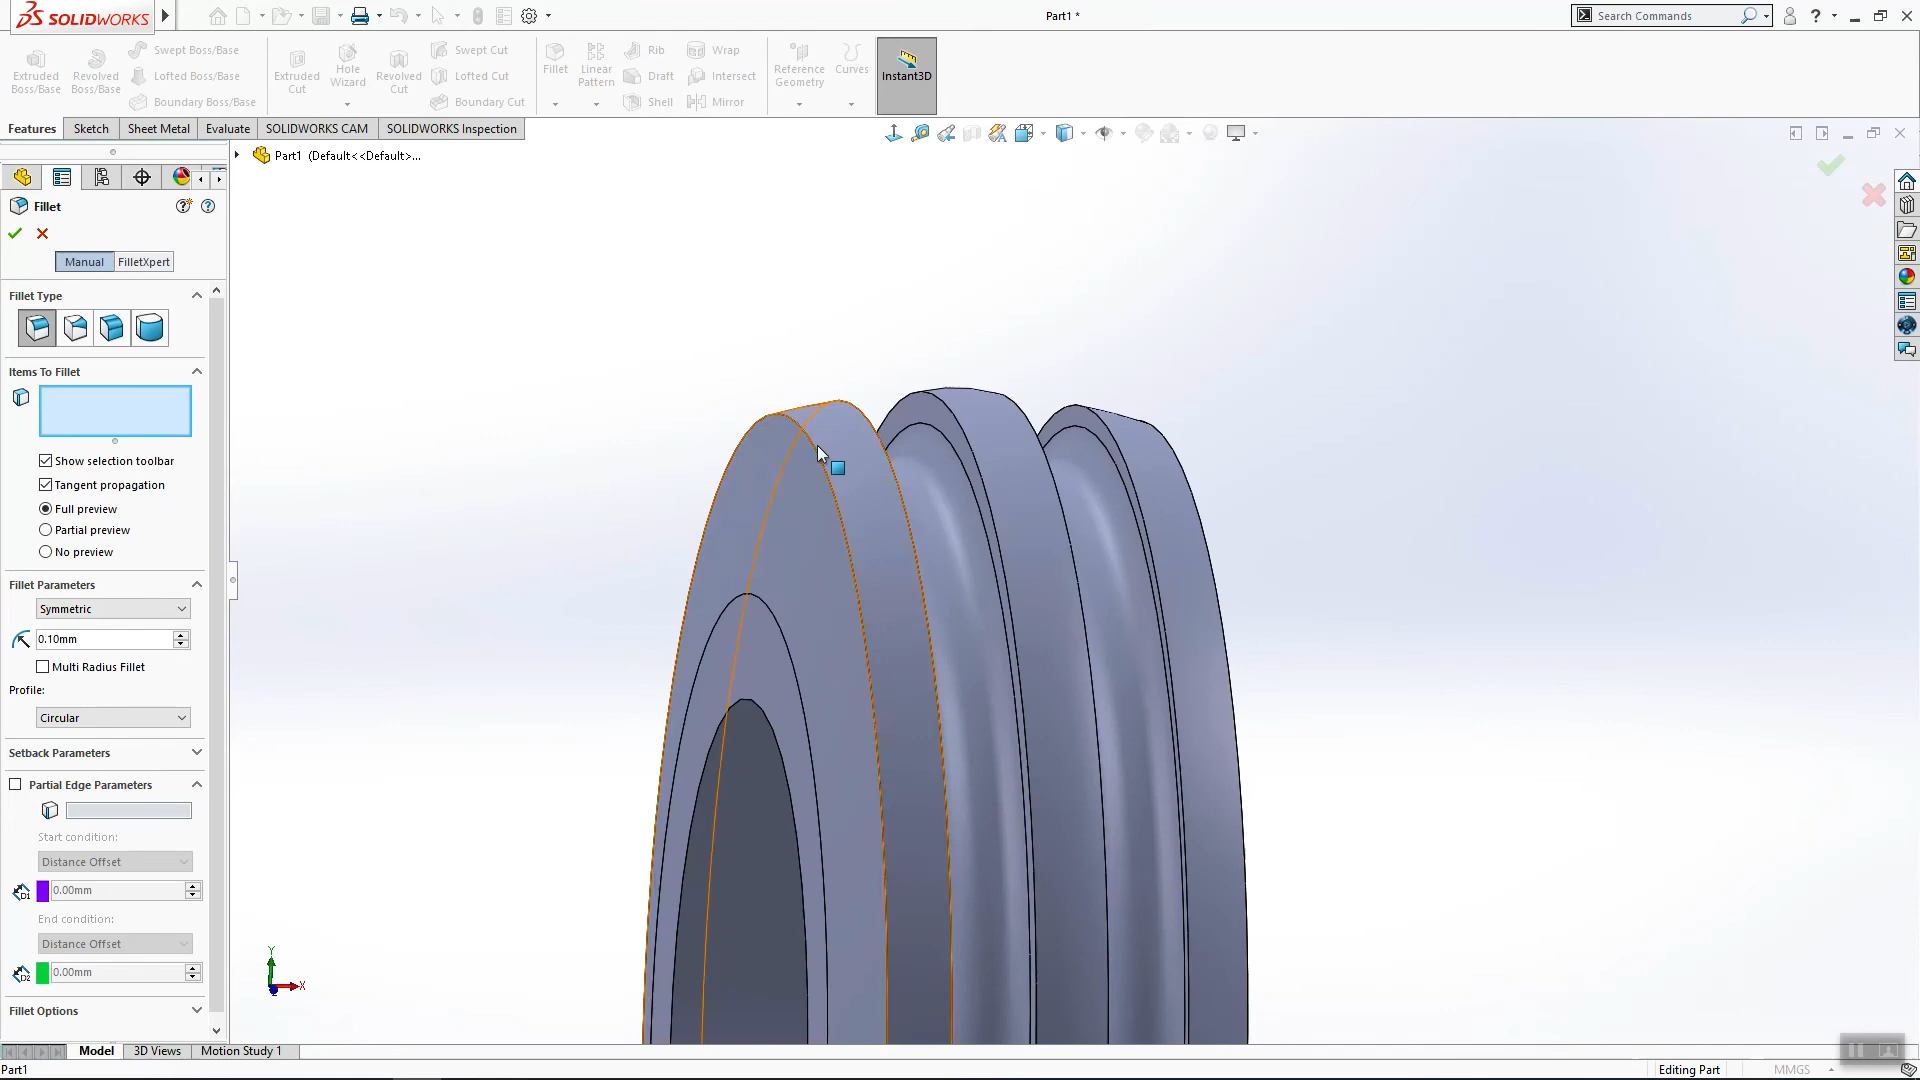 SOLIDWORKS
Part1 *
Search Commands
?
Extruded Boss/Base
Revolved Boss/Base
Swept Boss/Base
Lofted Boss/Base
Boundary Boss/Base
Extruded Cut
Hole Wizard
Revolved Cut
Swept Cut
Lofted Cut
Boundary Cut
Fillet
Linear Pattern
Rib
Draft
Shell
Wrap
Intersect
Mirror
Reference Geometry
Curves
Instant3D
Features
Sketch
Sheet Metal
Evaluate
SOLIDWORKS CAM
SOLIDWORKS Inspection
Part1 (Default<<Default>...
Fillet
Manual
FilletXpert
Fillet Type
Items To Fillet
Show selection toolbar
Tangent propagation
Full preview
Partial preview
No preview
Fillet Parameters
Symmetric
0.10mm
Multi Radius Fillet
Profile:
Circular
Setback Parameters
Partial Edge Parameters
Start condition:
Distance Offset
D1
0.00mm
End condition:
Distance Offset
D2
0.00mm
Fillet Options
Y
X
Z
Model
3D Views
Motion Study 1
Part1
Editing Part
MMGS